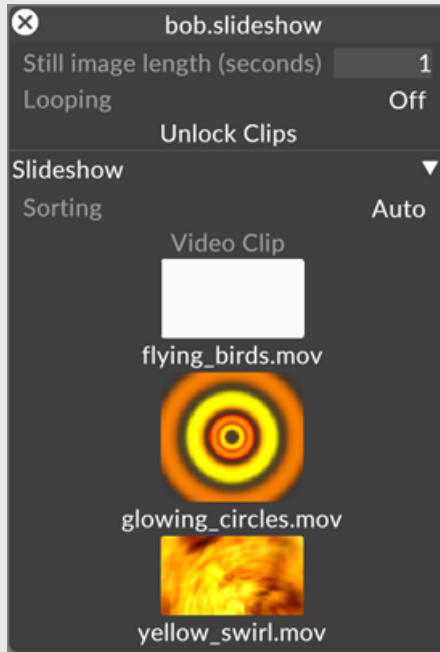 bob.slideshow
Still image length (seconds) 1
Looping Off
Unlock Clips
Slideshow
Sorting Auto
Video Clip
flying_birds.mov
glowing_circles.mov
yellow_swirl.mov